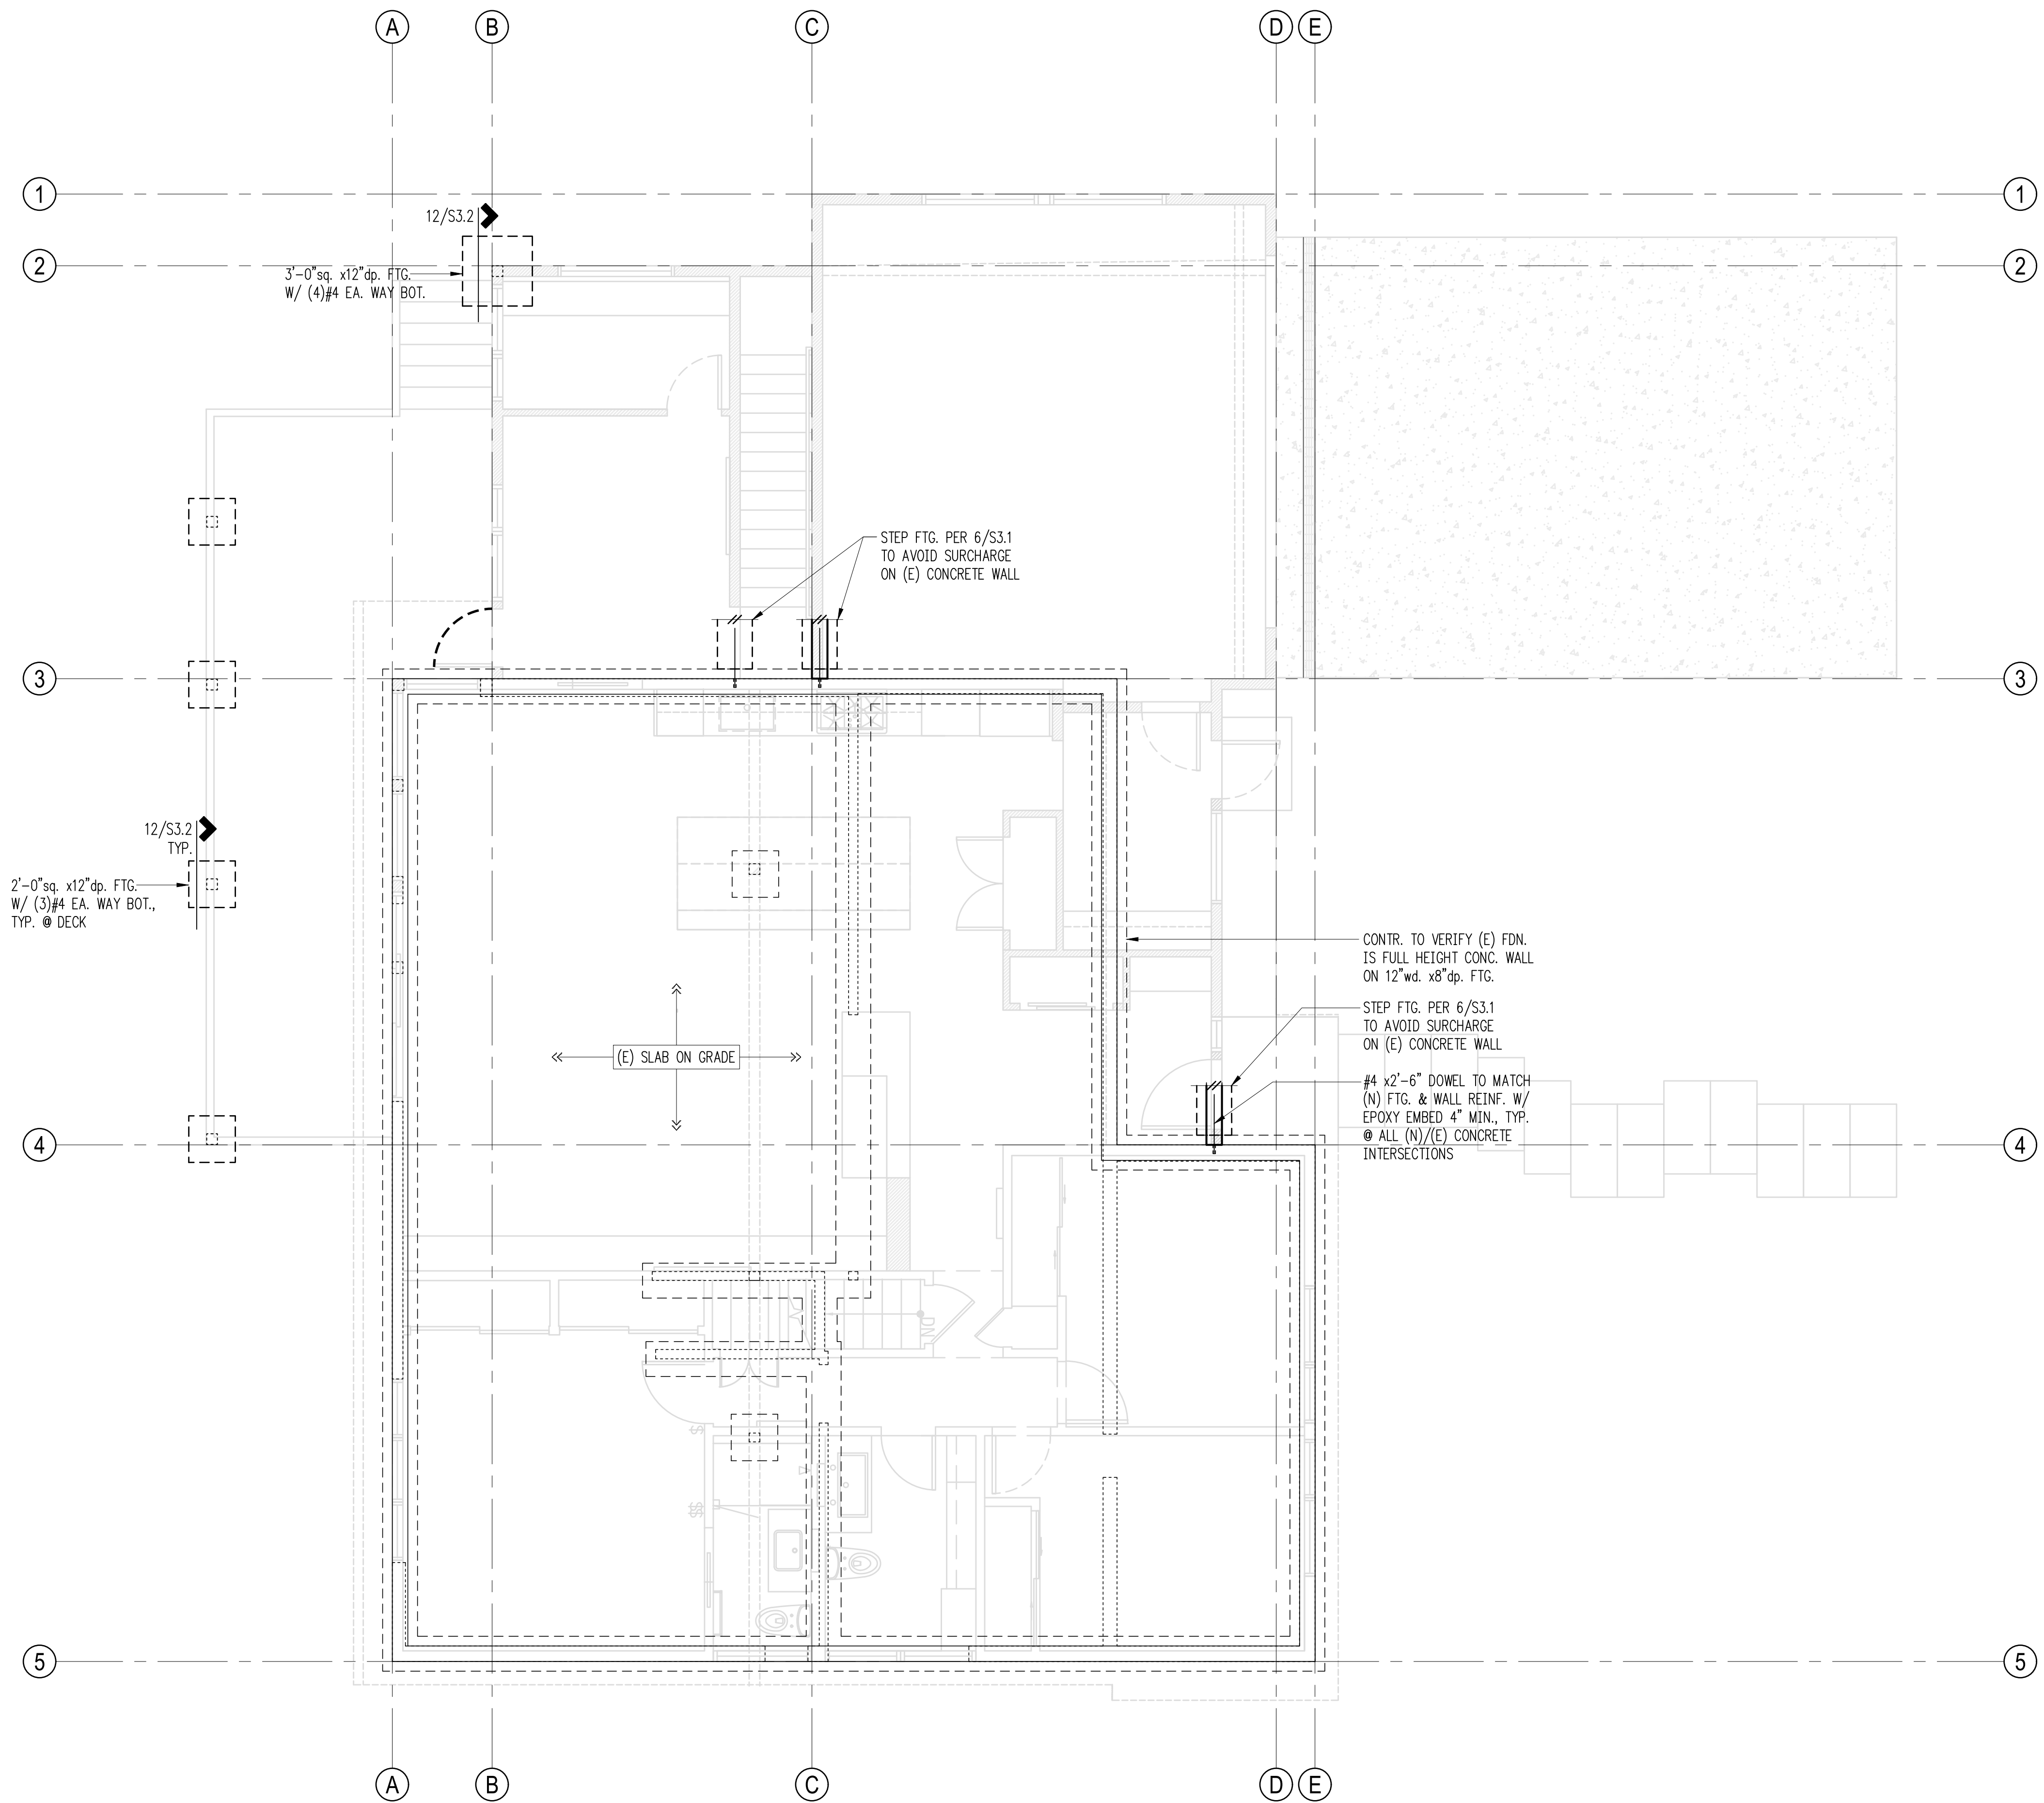 A
B
C
D
E
1
1
12/S3.2
2
3'-0"sq. x12"dp. FTG.
W/ (4)#4 EA. WAY BOT.
2
STEP FTG. PER 6/S3.1
TO AVOID SURCHARGE
ON (E) CONCRETE WALL
3
3
12/S3.2
TYP.
2'-0"sq. x12"dp. FTG.
W/ (3)#4 EA. WAY BOT.,
TYP. @ DECK
CONTR. TO VERIFY (E) FDN.
IS FULL HEIGHT CONC. WALL
ON 12"wd. x8"dp. FTG.
STEP FTG. PER 6/S3.1
TO AVOID SURCHARGE
ON (E) CONCRETE WALL
(E) SLAB ON GRADE
#4 x2'-6" DOWEL TO MATCH
(N) FTG. & WALL REINF. W/
EPOXY EMBED 4" MIN., TYP.
@ ALL (N)/(E) CONCRETE
INTERSECTIONS
4
4
DN
$
$$
5
5
A
B
C
D
E